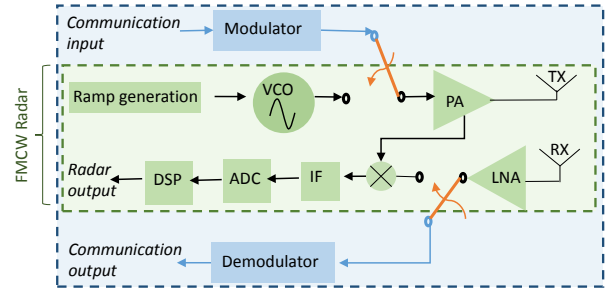 Communication
input
Modulator
FMCW Radar
Ramp generation
VCO
PA
TX
Radar
output
DSP
ADC
IF
LNA
RX
Communication
output
Demodulator